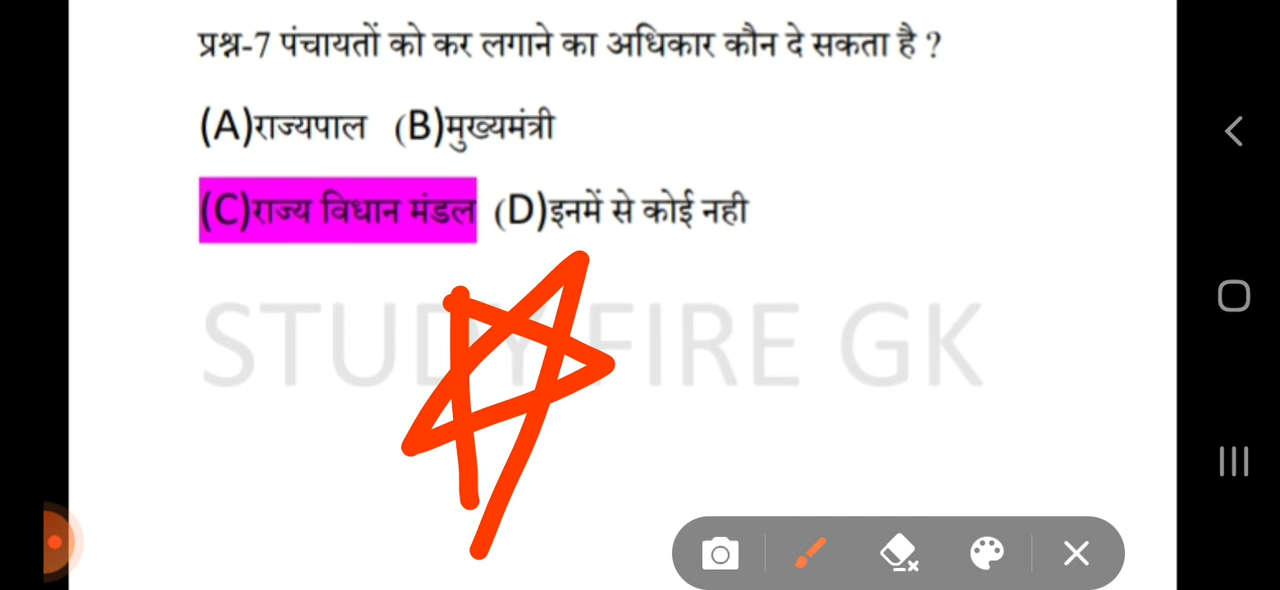 प्रश्न-7 पंचायतों को कर लगाने का अधिकार कौन दे सकता है ?
(A)राज्यपाल (B)मुख्यमंत्री
(C)राज्य विधान मंडल (D)इनमें से कोई नही
STUDY FIRE GK